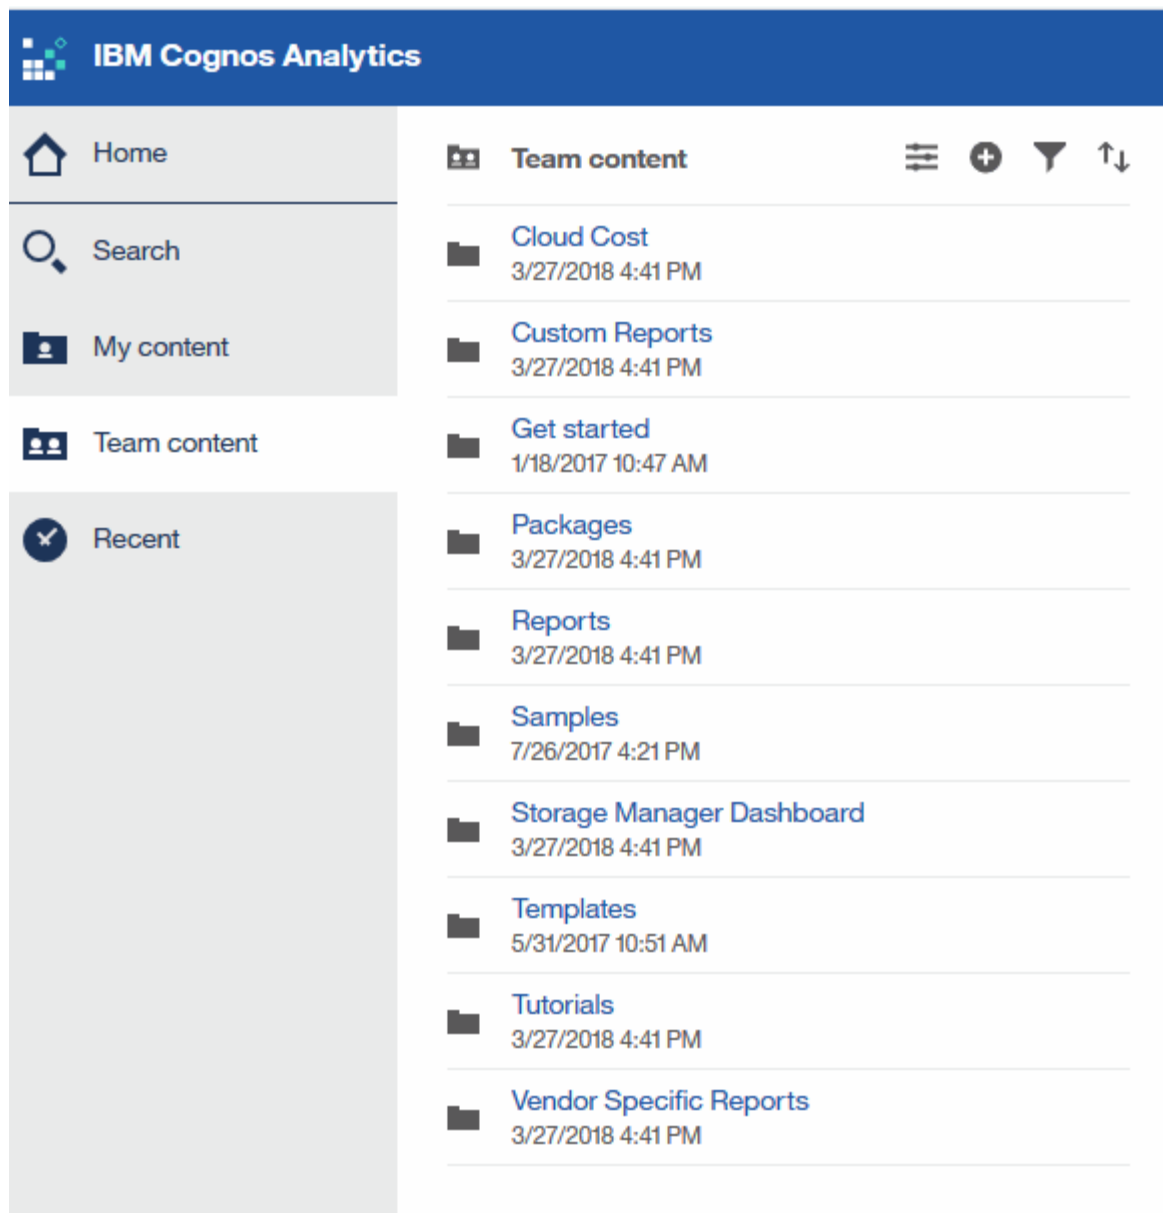 IBM Cognos Analytics
Home
Search
My content
Team content
Recent
Team content
Cloud Cost
3/27/2018 4:41 PM
Custom Reports
3/27/2018 4:41 PM
Get started
1/18/2017 10:47 AM
Packages
3/27/2018 4:41 PM
Reports
3/27/2018 4:41 PM
Samples
7/26/2017 4:21 PM
Storage Manager Dashboard
3/27/2018 4:41 PM
Templates
5/31/2017 10:51 AM
Tutorials
3/27/2018 4:41 PM
Vendor Specific Reports
3/27/2018 4:41 PM